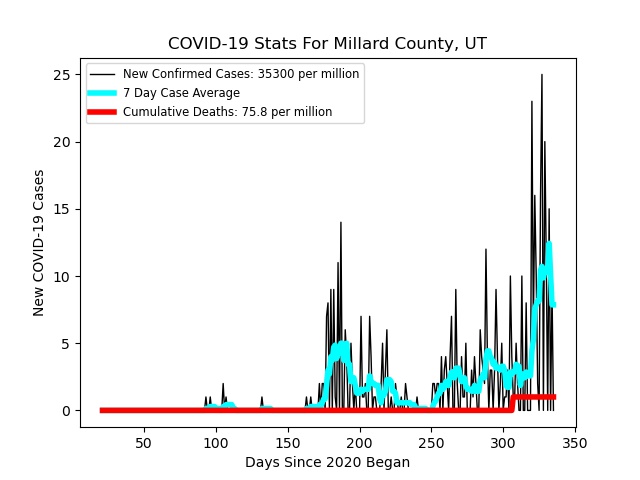 COVID-19 Stats For Millard County, UT
New Confirmed Cases: 35300 per million
7 Day Case Average
Cumulative Deaths: 75.8 per million
New COVID-19 Cases
25
20
15
10
5
0
50
100
150
200
250
300
350
Days Since 2020 Began